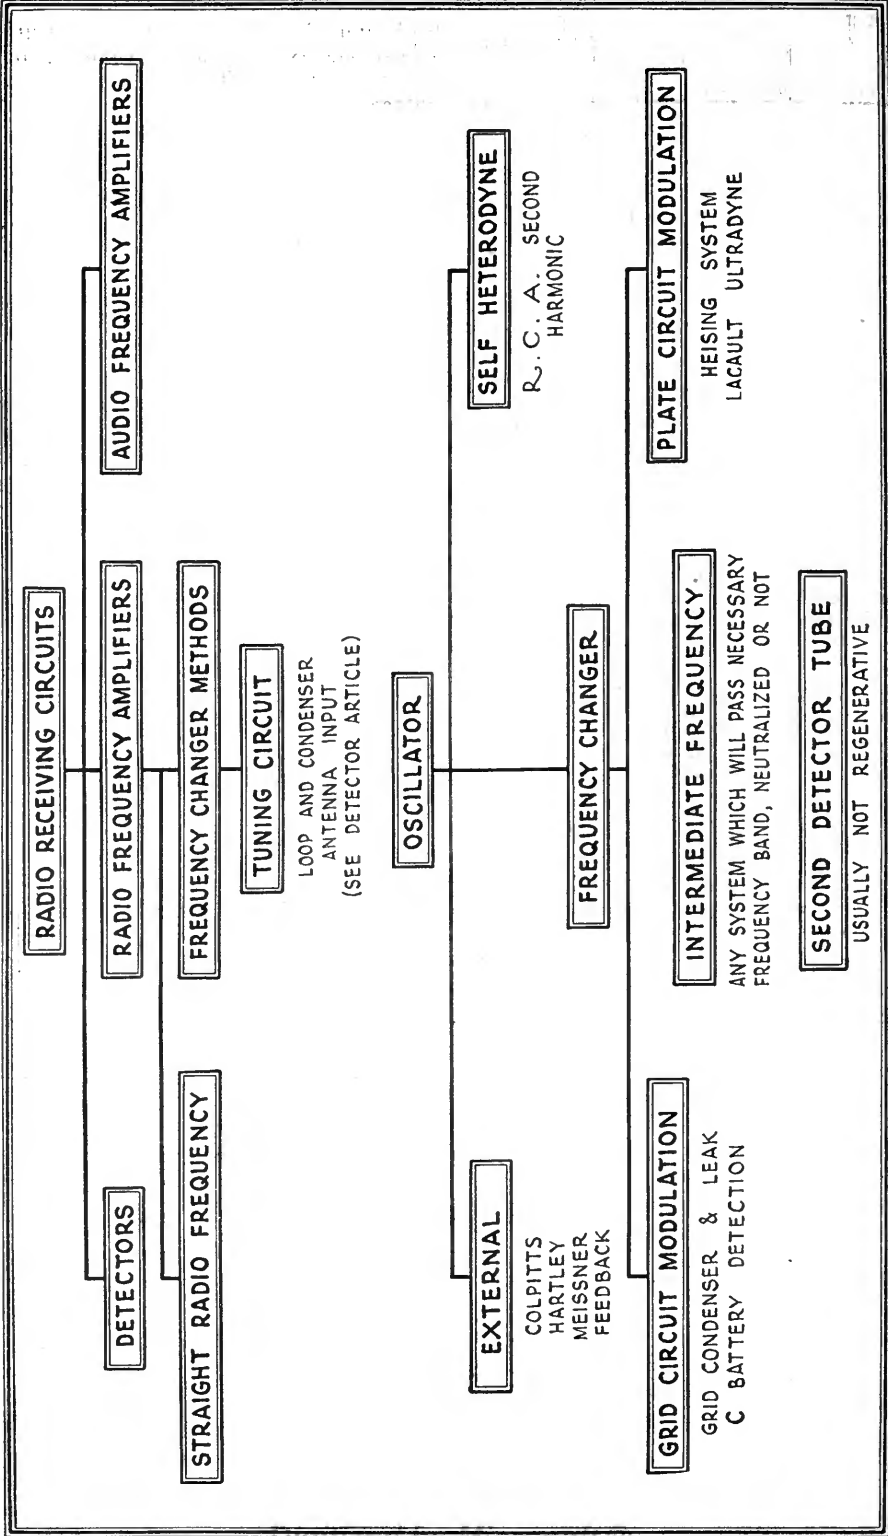 RADIO RECEIVING CIRCUITS
DETECTORS
RADIO FREQUENCY AMPLIFIERS
AUDIO FREQUENCY AMPLIFIERS
STRAIGHT RADIO FREQUENCY
FREQUENCY CHANGER METHODS
TUNING CIRCUIT
LOOP AND CONDENSER
ANTENNA INPUT
(SEE DETECTOR ARTICLE)
OSCILLATOR
EXTERNAL
COLPITTS
HARTLEY
MEISSNER
FEEDBACK
SELF HETERODYNE
R.C.A. SECOND
HARMONIC
FREQUENCY CHANGER
GRID CIRCUIT MODULATION
GRID CONDENSER & LEAK
C BATTERY DETECTION
PLATE CIRCUIT MODULATION
HEISING SYSTEM
LACAULT ULTRADYNE
INTERMEDIATE FREQUENCY.
ANY SYSTEM WHICH WILL PASS NECESSARY
FREQUENCY BAND, NEUTRALIZED OR NOT
SECOND DETECTOR TUBE
USUALLY NOT REGENERATIVE